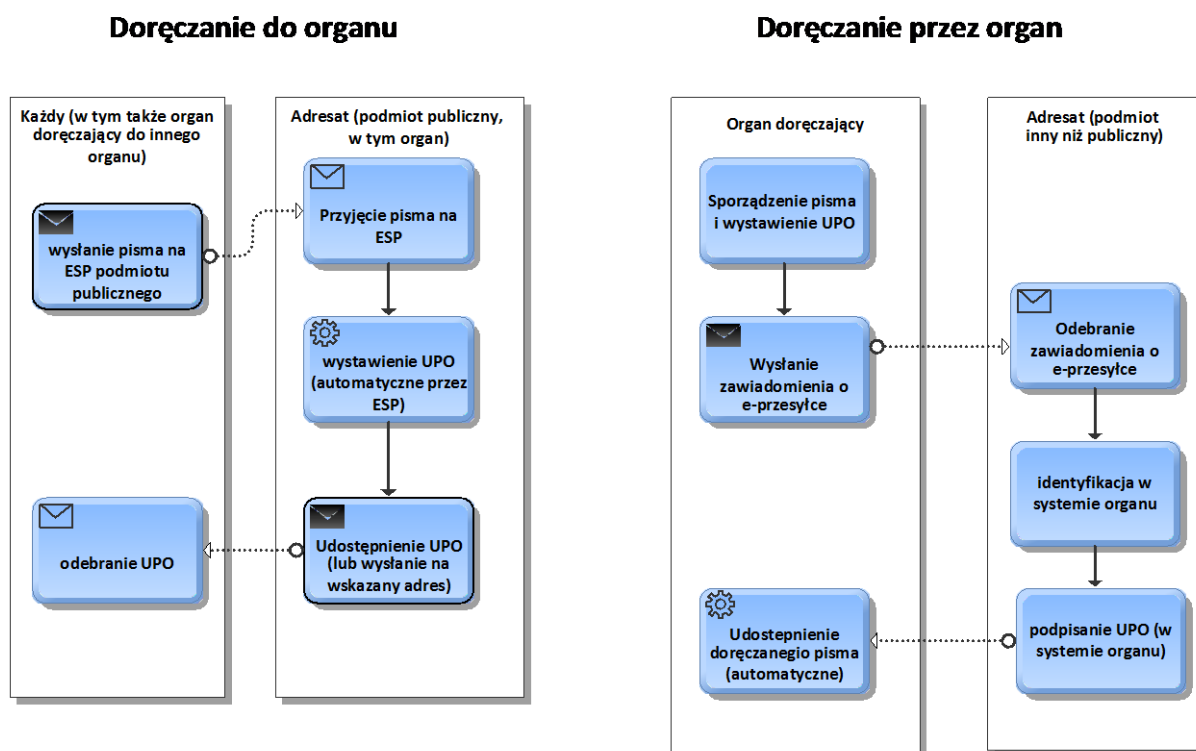 Doręczanie do organu
Każdy (w tym także organ
doręczający do innego
organu)
wysłanie pisma na
ESP podmiotu
publicznego
odebranie UPO
Adresat (podmiot publiczny,
w tym organ)
Przyjęcie pisma na
ESP
wystawienie UPO
(automatyczne przez
ESP)
Udostępnienie UPO
(lub wysłanie na
wskazany adres)
Doręczanie przez organ
Organ doręczający
Sporządzenie pisma
i wystawienie UPO
Wysłanie
zawiadomienia o
e-przesyłce
Udostepnienie
doręczanegio pisma
(automatyczne)
Adresat (podmiot
inny niż publiczny)
Odebranie
zawiadomienia o
e-przesyłce
identyfikacja w
systemie organu
podpisanie UPO (w
systemie organu)